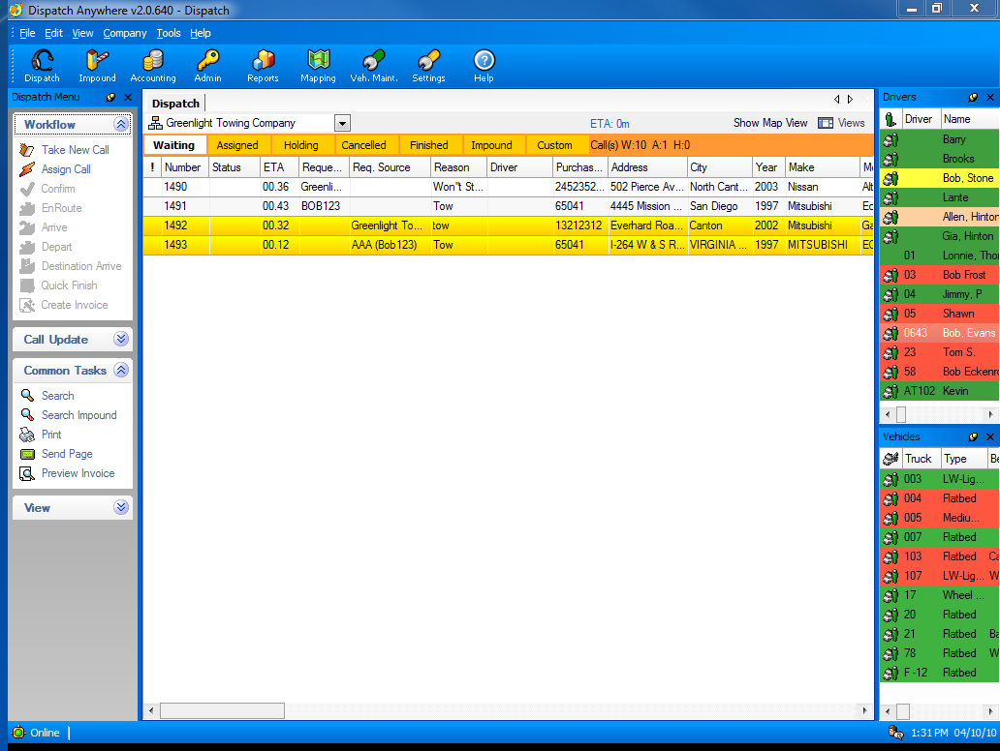 Dispatch Anywhere v2.0.640 - Dispatch
File Edit View Company Tools Help
Dispatch Impound Accounting Admin Reports Mapping Veh. Maint. Settings Help
Dispatch Menu
Workflow
Take New Call
Assign Call
Confirm
EnRoute
Arrive
Depart
Destination Arrive
Quick Finish
Create Invoice
Call Update
Common Tasks
Search
Search Impound
Print
Send Page
Preview Invoice
View
Dispatch
Greenlight Towing Company ETA: 0m Show Map View Views
Waiting Assigned Holding Cancelled Finished Impound Custom Call(s) W:10 A:1 H:0
! Number Status ETA Reque... Req. Source Reason Driver Purchas... Address City Year Make
1490 00.36 Greenli... Won"t St... 2452352... 502 Pierce Av... North Cant... 2003 Nissan Alt
1491 00.43 BOB123 Tow 65041 4445 Mission ... San Diego 1997 Mitsubishi Ec
1492 00.32 Greenlight To... tow 13212312 Everhard Roa... Canton 2002 Mitsubishi Ga
1493 00.12 AAA (Bob123) Tow 65041 I-264 W & S R... VIRGINIA ... 1997 MITSUBISHI EC
Drivers
Driver Name
Barry
Brooks
Bob, Stone
Lante
Allen, Hinton
Gia, Hinton
01 Lonnie, Tho
03 Bob Frost
04 Jimmy, P
05 Shawn
0643 Bob, Evans
23 Tom S.
58 Bob Eckenro
AT102 Kevin
Vehicles
Truck Type Be
003 LW-Lig...
004 Flatbed
005 Mediu...
007 Flatbed
103 Flatbed Ca
107 LW-Lig... W
17 Wheel ...
20 Flatbed
21 Flatbed Ba
78 Flatbed W
F -12 Flatbed
Online
1:31 PM 04/10/10